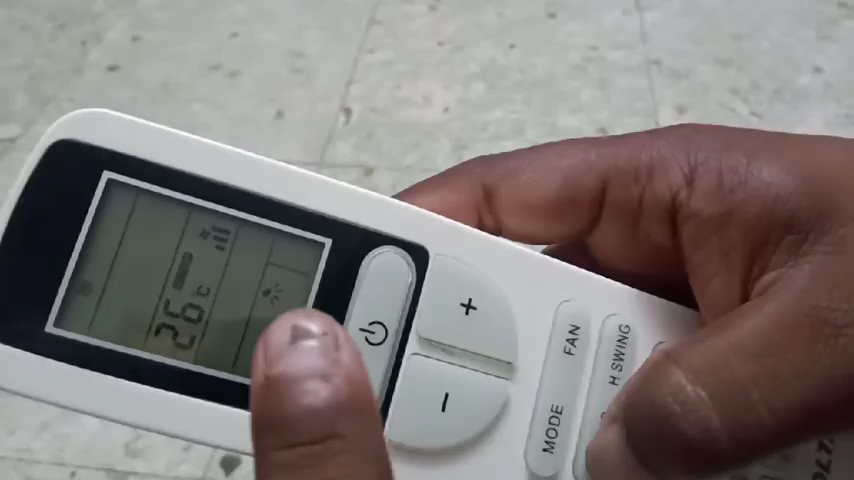 26°C
+
-
FAN
MODE
H SWING